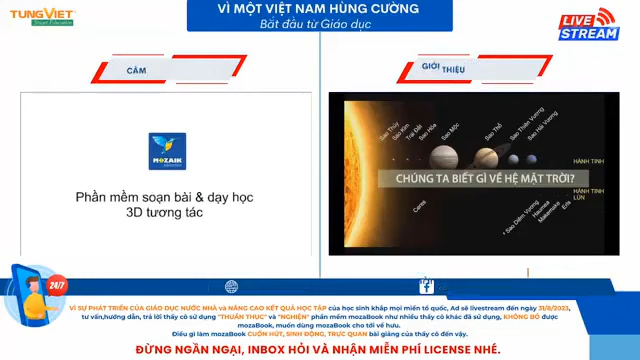 TUNG VIET
Smart Education
VÌ MỘT VIỆT NAM HÙNG CƯỜNG
Bắt đầu từ Giáo dục
LIVE
STREAM
CẦM
GIỚI THIỆU
MOZAIK
Phần mềm soạn bài & dạy học
3D tương tác
Sao Thủy
Sao Kim
Trái Đất
Sao Hỏa
Sao Mộc
Sao Thổ
Sao Thiên Vương
Sao Hải Vương
HÀNH TINH
CHÚNG TA BIẾT GÌ VỀ HỆ MẶT TRỜI?
HÀNH TINH
LÙN
Ceres
Sao Diêm Vương
Haumea
Makemake
Eris
24/7
VÌ SỰ PHÁT TRIỂN CỦA GIÁO DỤC NƯỚC NHÀ và NÂNG CAO KẾT QUẢ HỌC TẬP của học sinh khắp mọi miền tổ quốc, Ad sẽ livestream đến ngày 31/8/2023,
tư vấn,hướng dẫn, trả lời thầy cô sử dụng "THUẦN THỤC" và "NGHIỆN" phần mềm mozaBook như nhiều thầy cô khác đã sử dụng, KHÔNG BỎ được
mozaBook, muốn dùng mozaBook cho tới về hưu.
Điều gì làm mozaBook CUỐN HÚT, SINH ĐỘNG, TRỰC QUAN bài giảng của thầy cô đến vậy.
ĐỪNG NGẦN NGẠI, INBOX HỎI VÀ NHẬN MIỄN PHÍ LICENSE NHÉ.